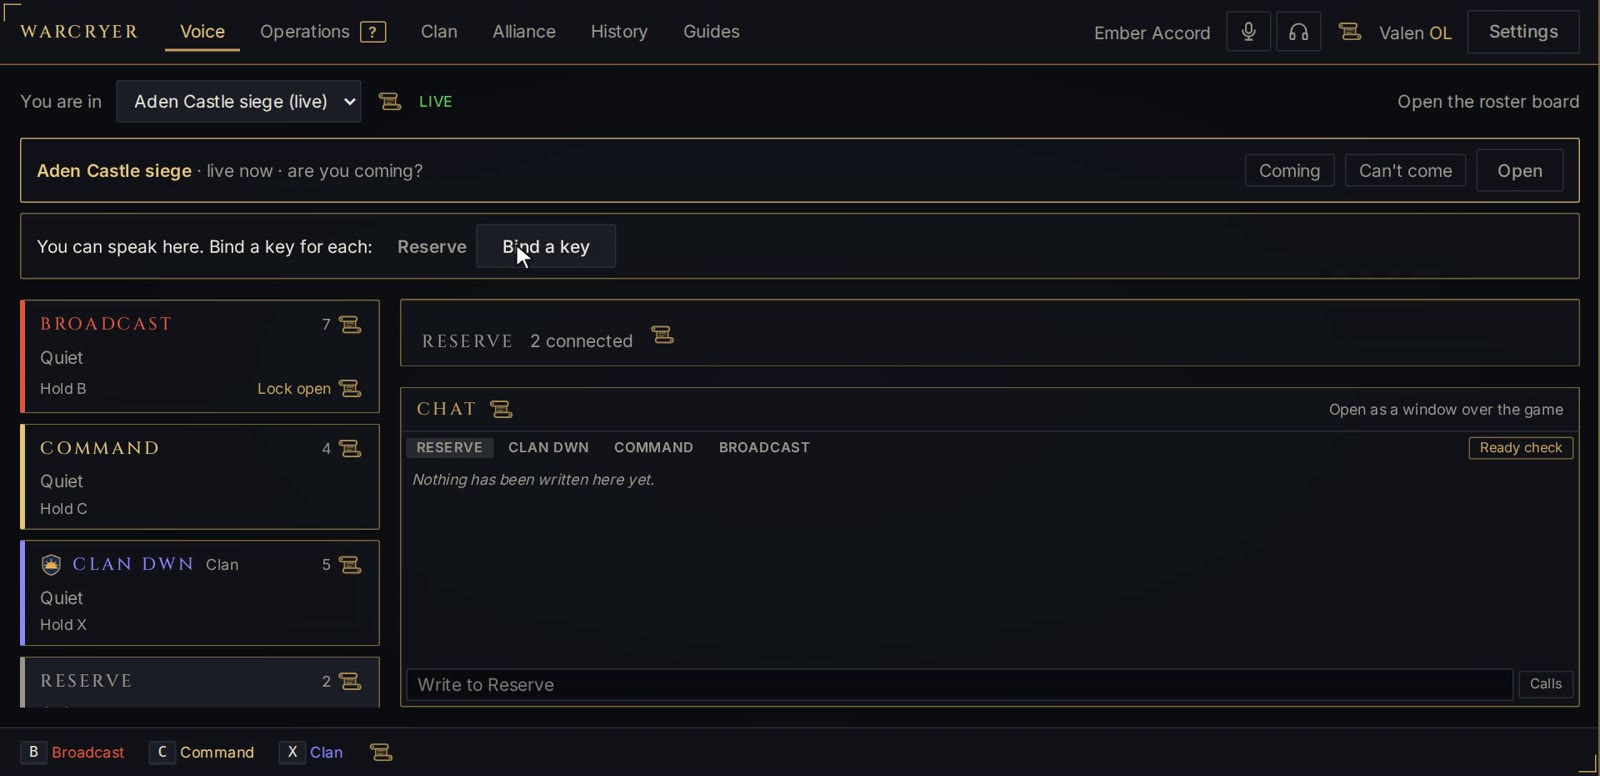 WARCRYER Voice Operations ? Clan Alliance History Guides Ember Accord Valen OL Settings
You are in Aden Castle siege (live) LIVE Open the roster board
Aden Castle siege · live now · are you coming? Coming Can't come Open
You can speak here. Bind a key for each: Reserve Bind a key
BROADCAST 7
Quiet
Hold B Lock open
COMMAND 4
Quiet
Hold C
CLAN DWN Clan 5
Quiet
Hold X
RESERVE 2
RESERVE 2 connected
CHAT Open as a window over the game
RESERVE CLAN DWN COMMAND BROADCAST Ready check
Nothing has been written here yet.
Write to Reserve Calls
B Broadcast C Command X Clan